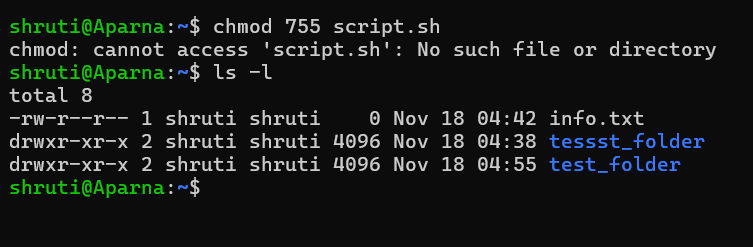 shruti@Aparna:~$ chmod 755 script.sh
chmod: cannot access 'script.sh': No such file or directory
shruti@Aparna:~$ ls -l
total 8
-rw-r--r-- 1 shruti shruti    0 Nov 18 04:42 info.txt
drwxr-xr-x 2 shruti shruti 4096 Nov 18 04:38 tessst_folder
drwxr-xr-x 2 shruti shruti 4096 Nov 18 04:55 test_folder
shruti@Aparna:~$